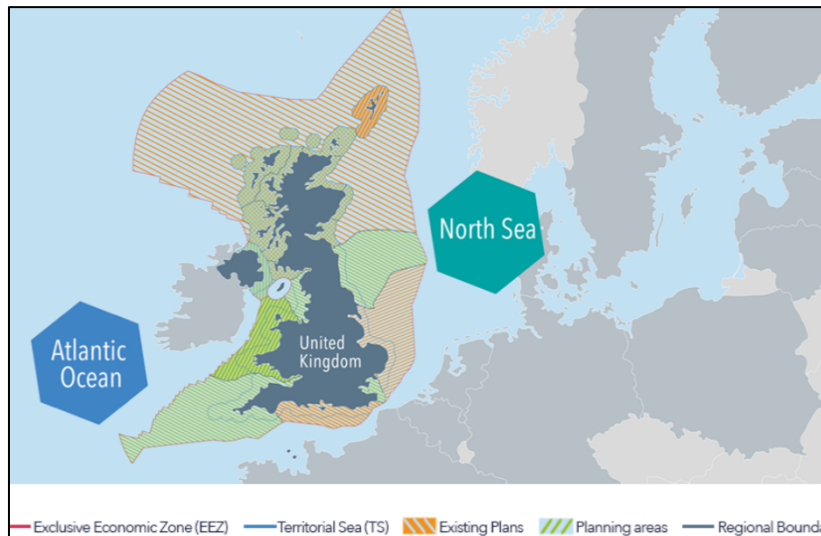 North Sea
Atlantic
Ocean
United
Kingdom
Exclusive Economic Zone (EEZ) Territorial Sea (TS) Existing Plans Planning areas Regional Bounda